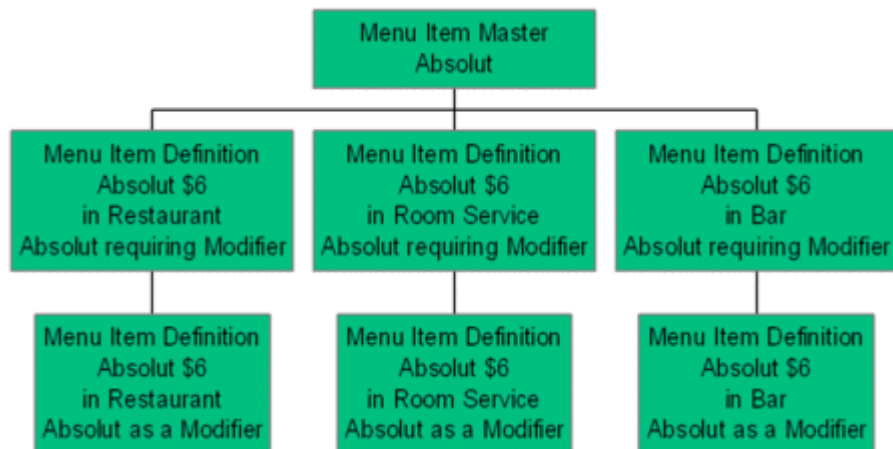 Menu Item Master
Absolut
Menu Item Definition
Absolut $6
in Restaurant
Absolut requiring Modifier
Menu Item Definition
Absolut $6
in Room Service
Absolut requiring Modifier
Menu Item Definition
Absolut $6
in Bar
Absolut requiring Modifier
Menu Item Definition
Absolut $6
in Restaurant
Absolut as a Modifier
Menu Item Definition
Absolut $6
in Room Service
Absolut as a Modifier
Menu Item Definition
Absolut $6
in Bar
Absolut as a Modifier